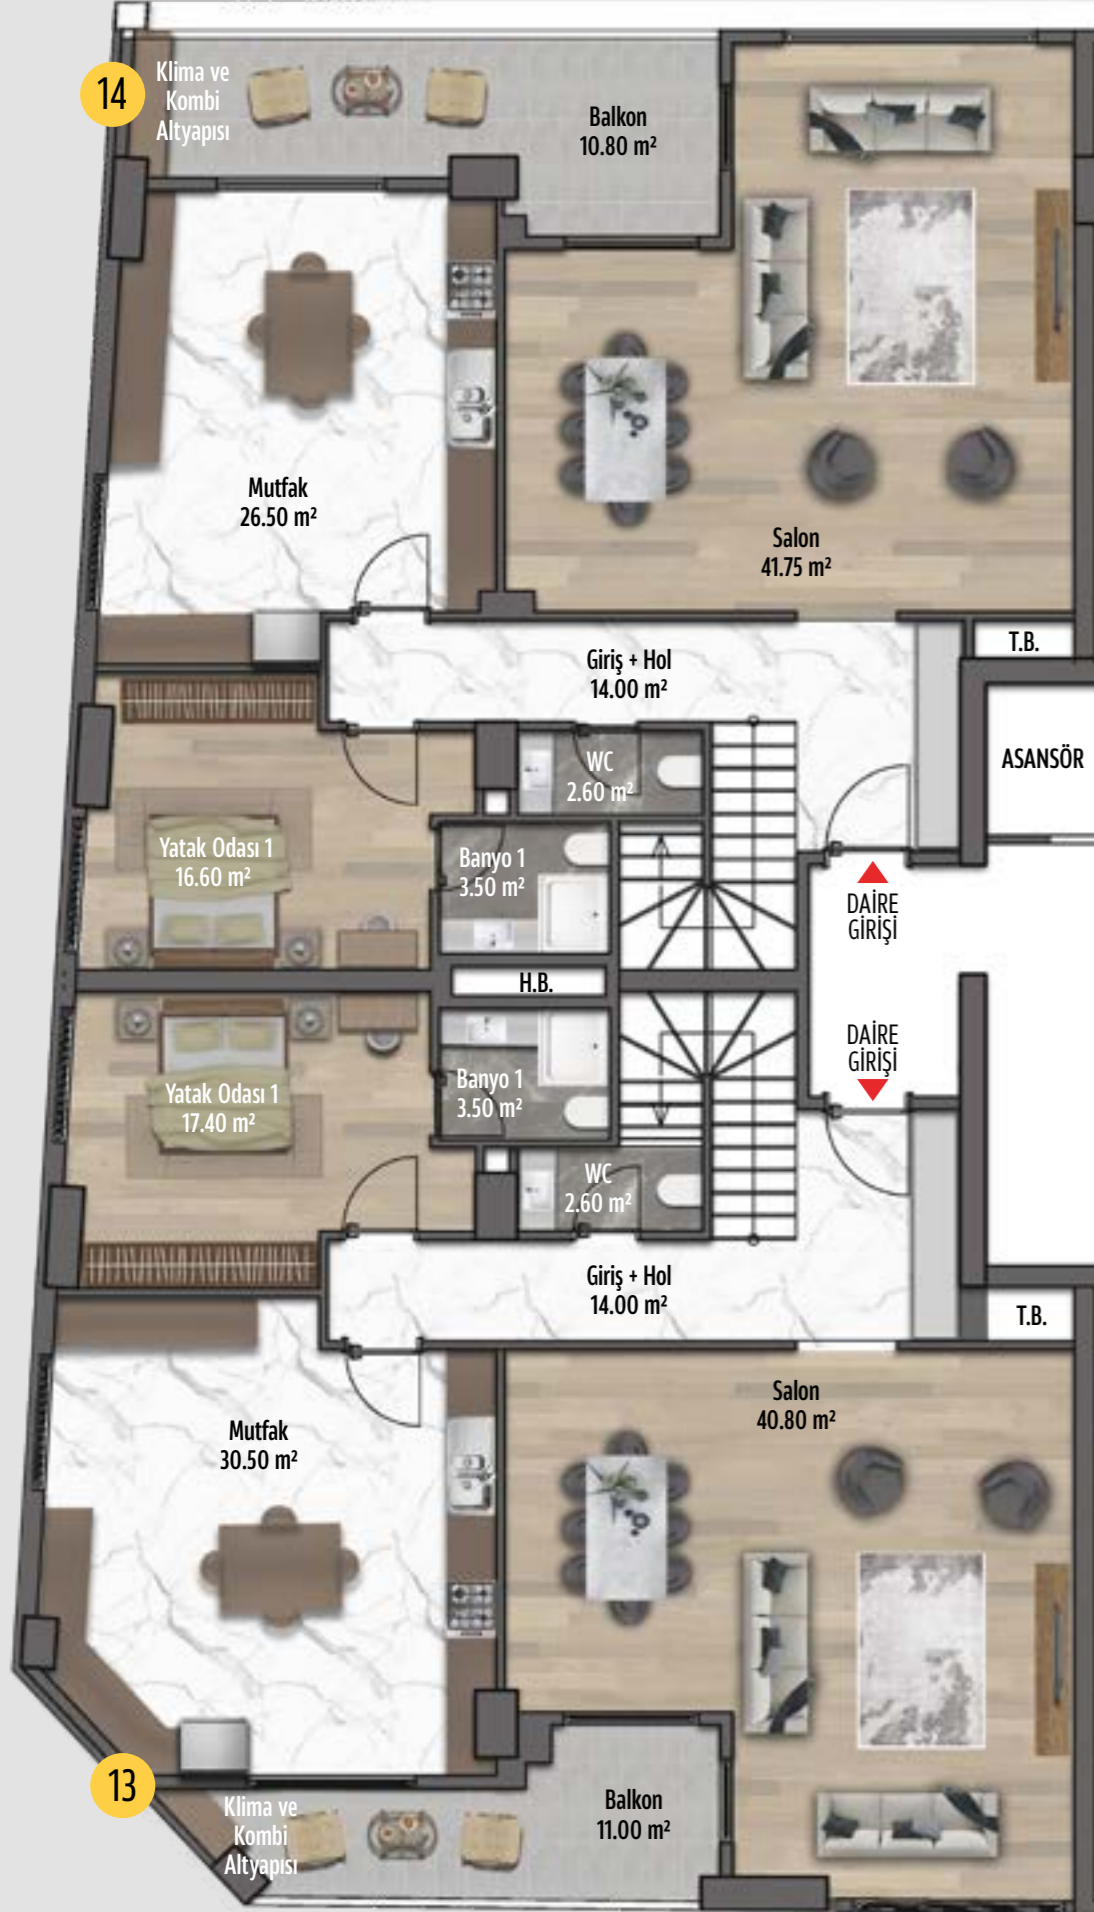 14
Klima ve
Kombi
Altyapısı
Balkon
10.80 m²
Mutfak
26.50 m²
Salon
41.75 m²
Giriş + Hol
14.00 m²
T.B.
ASANSÖR
WC
2.60 m²
Yatak Odası 1
16.60 m²
Banyo 1
3.50 m²
DAİRE
GİRİŞİ
H.B.
DAİRE
GİRİŞİ
Yatak Odası 1
17.40 m²
Banyo 1
3.50 m²
WC
2.60 m²
Giriş + Hol
14.00 m²
T.B.
Salon
40.80 m²
Mutfak
30.50 m²
13
Klima ve
Kombi
Altyapısı
Balkon
11.00 m²